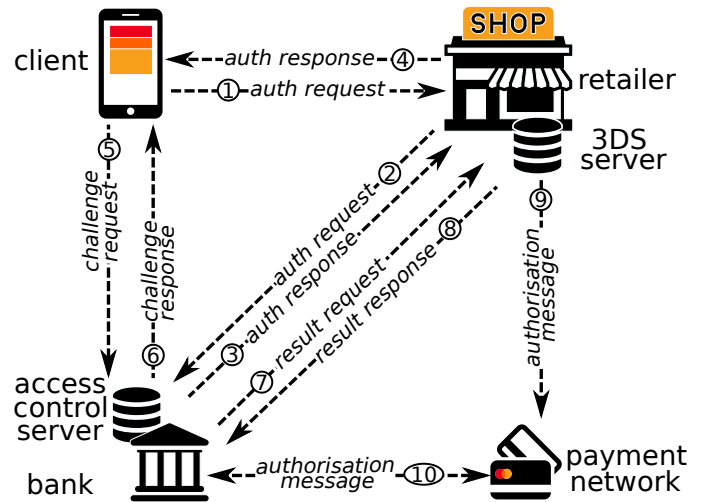 SHOP
client
auth response
4
1
auth request
retailer
3DS
server
5
challenge
request
challenge
response
6
2
auth request
3
auth response
7
result request
8
result response
9
authorisation
message
access
control
server
bank
authorisation
message
10
payment
network